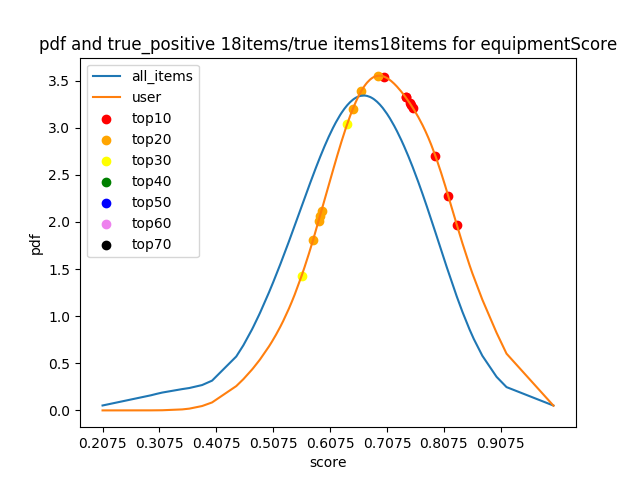 pdf and true_positive 18items/true items18items for equipmentScore
all_items
user
top10
top20
top30
top40
top50
top60
top70
pdf
3.5
3.0
2.5
2.0
1.5
1.0
0.5
0.0
0.2075 0.3075 0.4075 0.5075 0.6075 0.7075 0.8075 0.9075
score